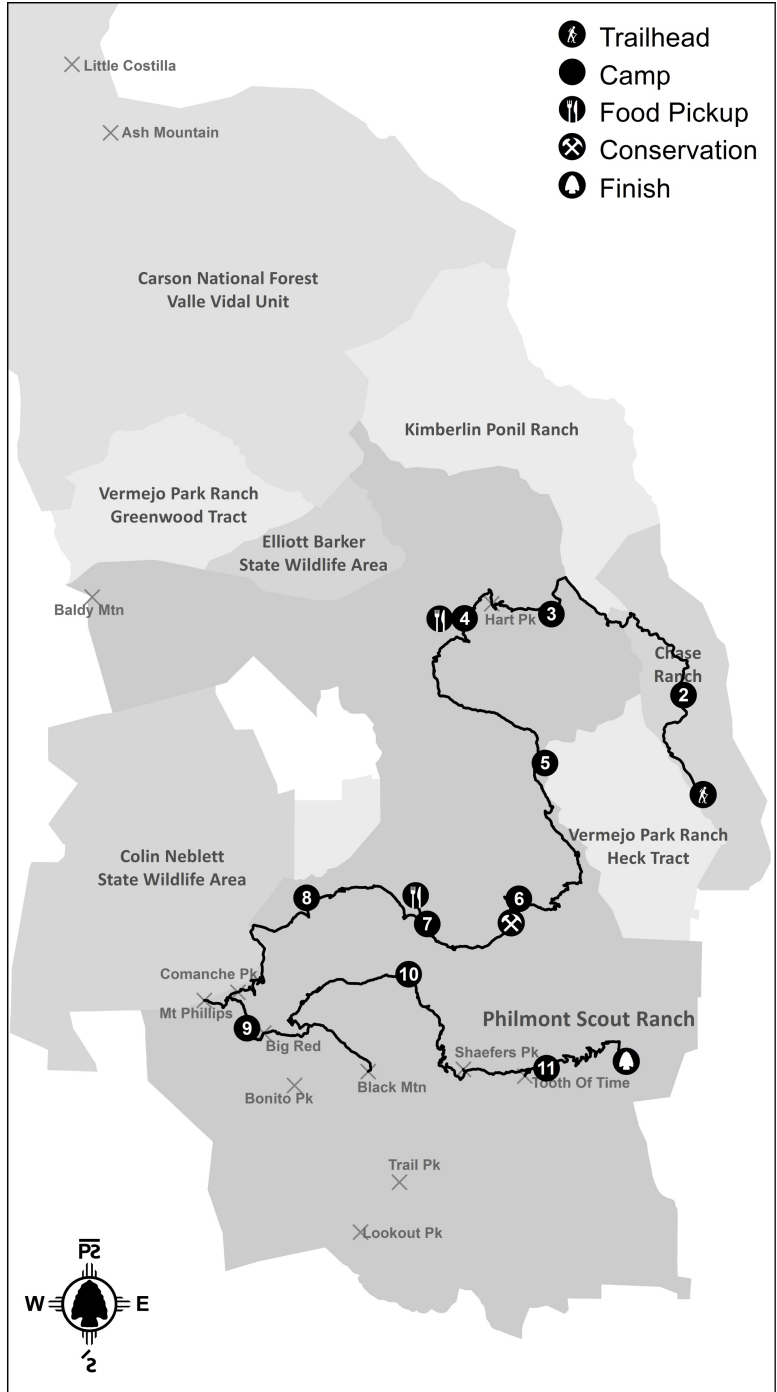 Trailhead
Camp
Food Pickup
Conservation
Finish
Little Costilla
Ash Mountain
Carson National Forest
Valle Vidal Unit
Kimberlin Ponil Ranch
Vermejo Park Ranch
Greenwood Tract
Elliott Barker
State Wildlife Area
Baldy Mtn
4
Hart Pk
3
Chase
Ranch
2
5
Vermejo Park Ranch
Heck Tract
Colin Neblett
State Wildlife Area
8
7
6
Comanche Pk
Mt Phillips
10
9
Big Red
Philmont Scout Ranch
Shaefers Pk
11
Tooth Of Time
Black Mtn
Bonito Pk
Trail Pk
Lookout Pk
W
E